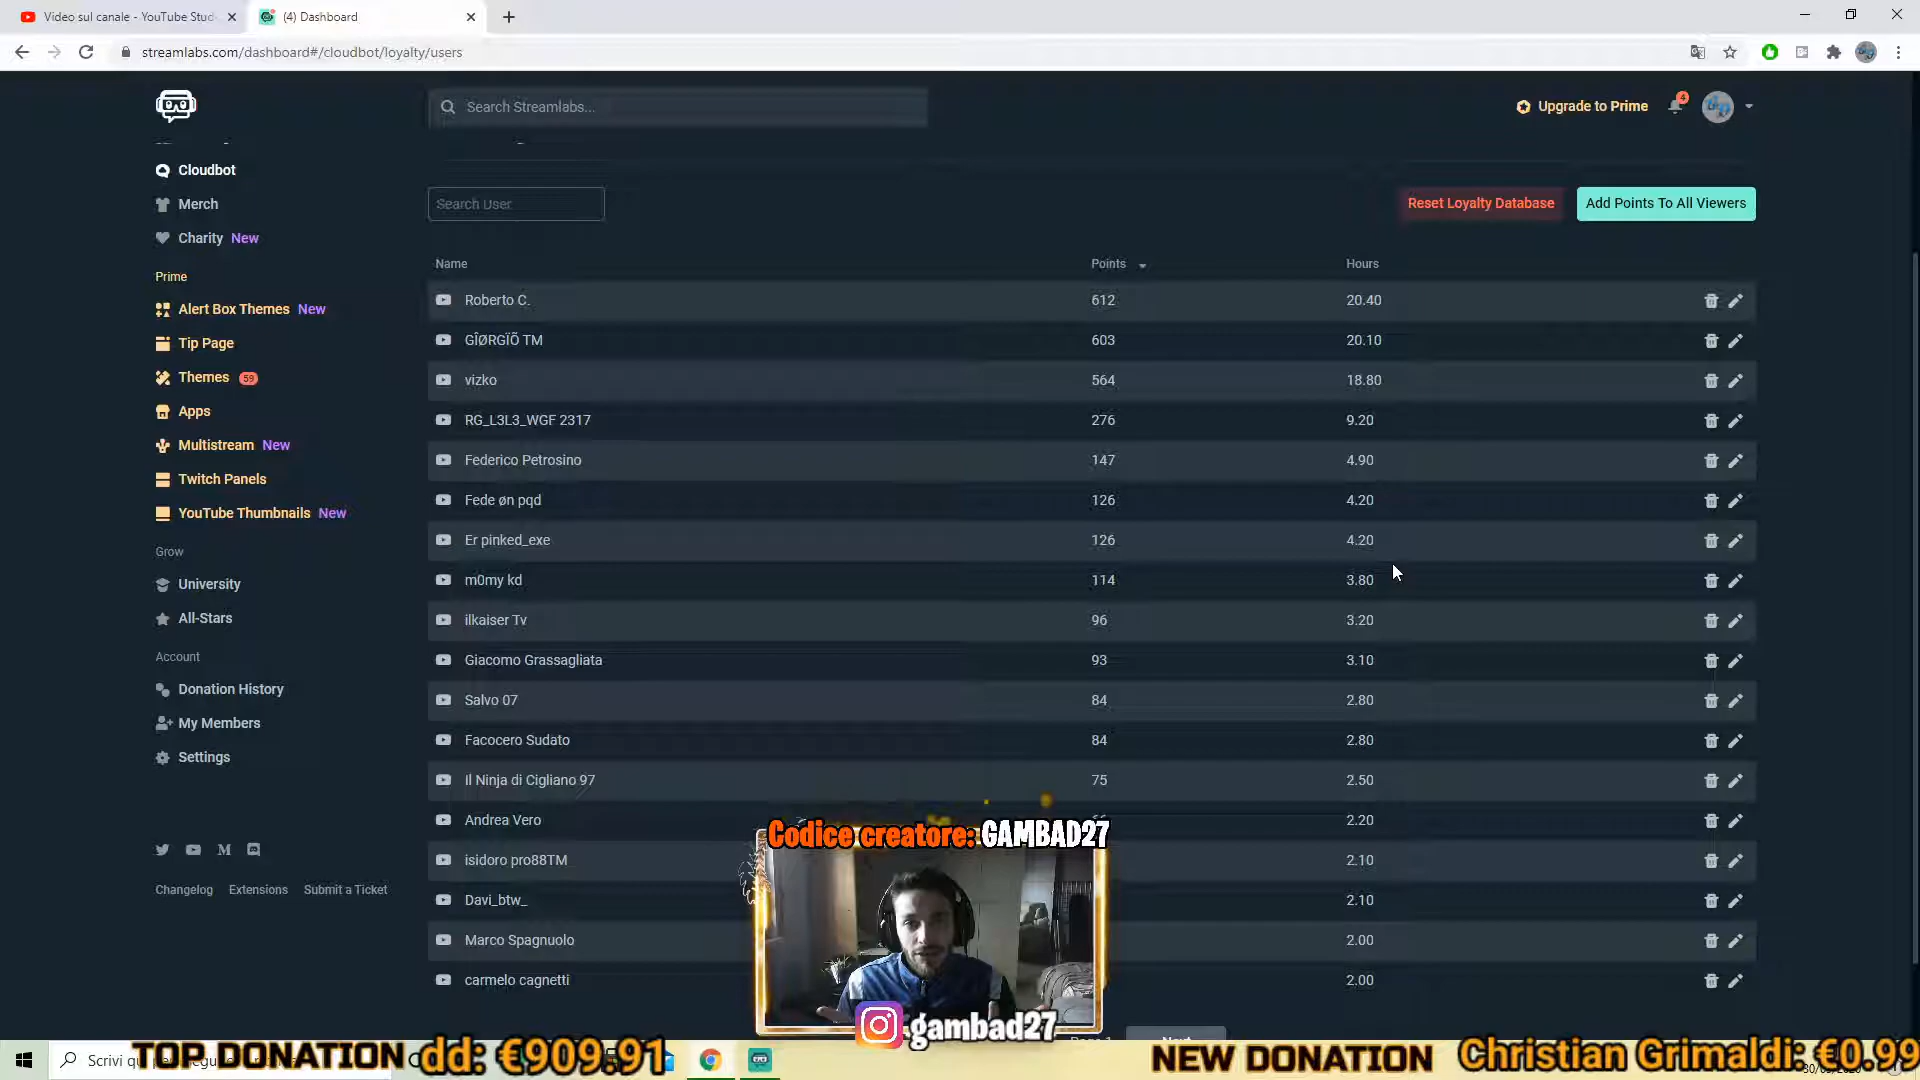 Video sul canale - YouTube Stud
(4) Dashboard
streamlabs.com/dashboard#/cloudbot/loyalty/users
Search Streamlabs...
Upgrade to Prime
4
Cloudbot
Merch
Charity New
Prime
Alert Box Themes New
Tip Page
Themes 59
Apps
Multistream New
Twitch Panels
YouTube Thumbnails New
Grow
University
All-Stars
Account
Donation History
My Members
Settings
Changelog Extensions Submit a Ticket
Search User
Reset Loyalty Database
Add Points To All Viewers
Name Points Hours
Roberto C. 612 20.40
GÎØRGÏÕ TM 603 20.10
vizko 564 18.80
RG_L3L3_WGF 2317 276 9.20
Federico Petrosino 147 4.90
Fede øn pqd 126 4.20
Er pinked_exe 126 4.20
m0my kd 114 3.80
ilkaiser Tv 96 3.20
Giacomo Grassagliata 93 3.10
Salvo 07 84 2.80
Facocero Sudato 84 2.80
Il Ninja di Cigliano 97 75 2.50
Andrea Vero 2.20
isidoro pro88TM 2.10
Davi_btw_ 2.10
Marco Spagnuolo 2.00
carmelo cagnetti 2.00
Codice creatore: GAMBAD27
gambad27
Scrivi qu
TOP DONATION dd: €909.91
NEW DONATION Christian Grimaldi: €0.99